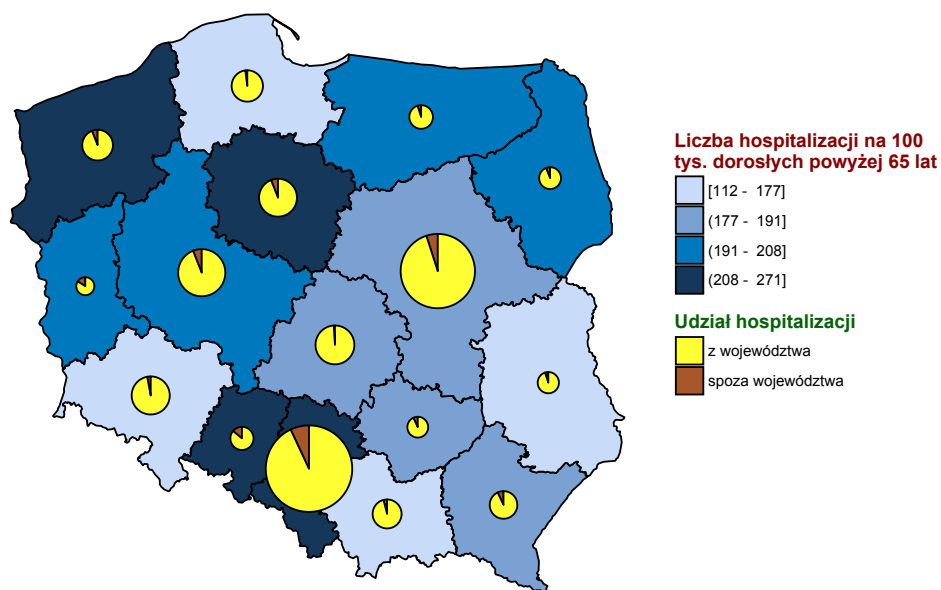 Liczba hospitalizacji na 100
tys. dorosłych powyżej 65 lat
[112 - 177]
(177 - 191]
(191 - 208]
(208 - 271]
Udział hospitalizacji
z województwa
spoza województwa